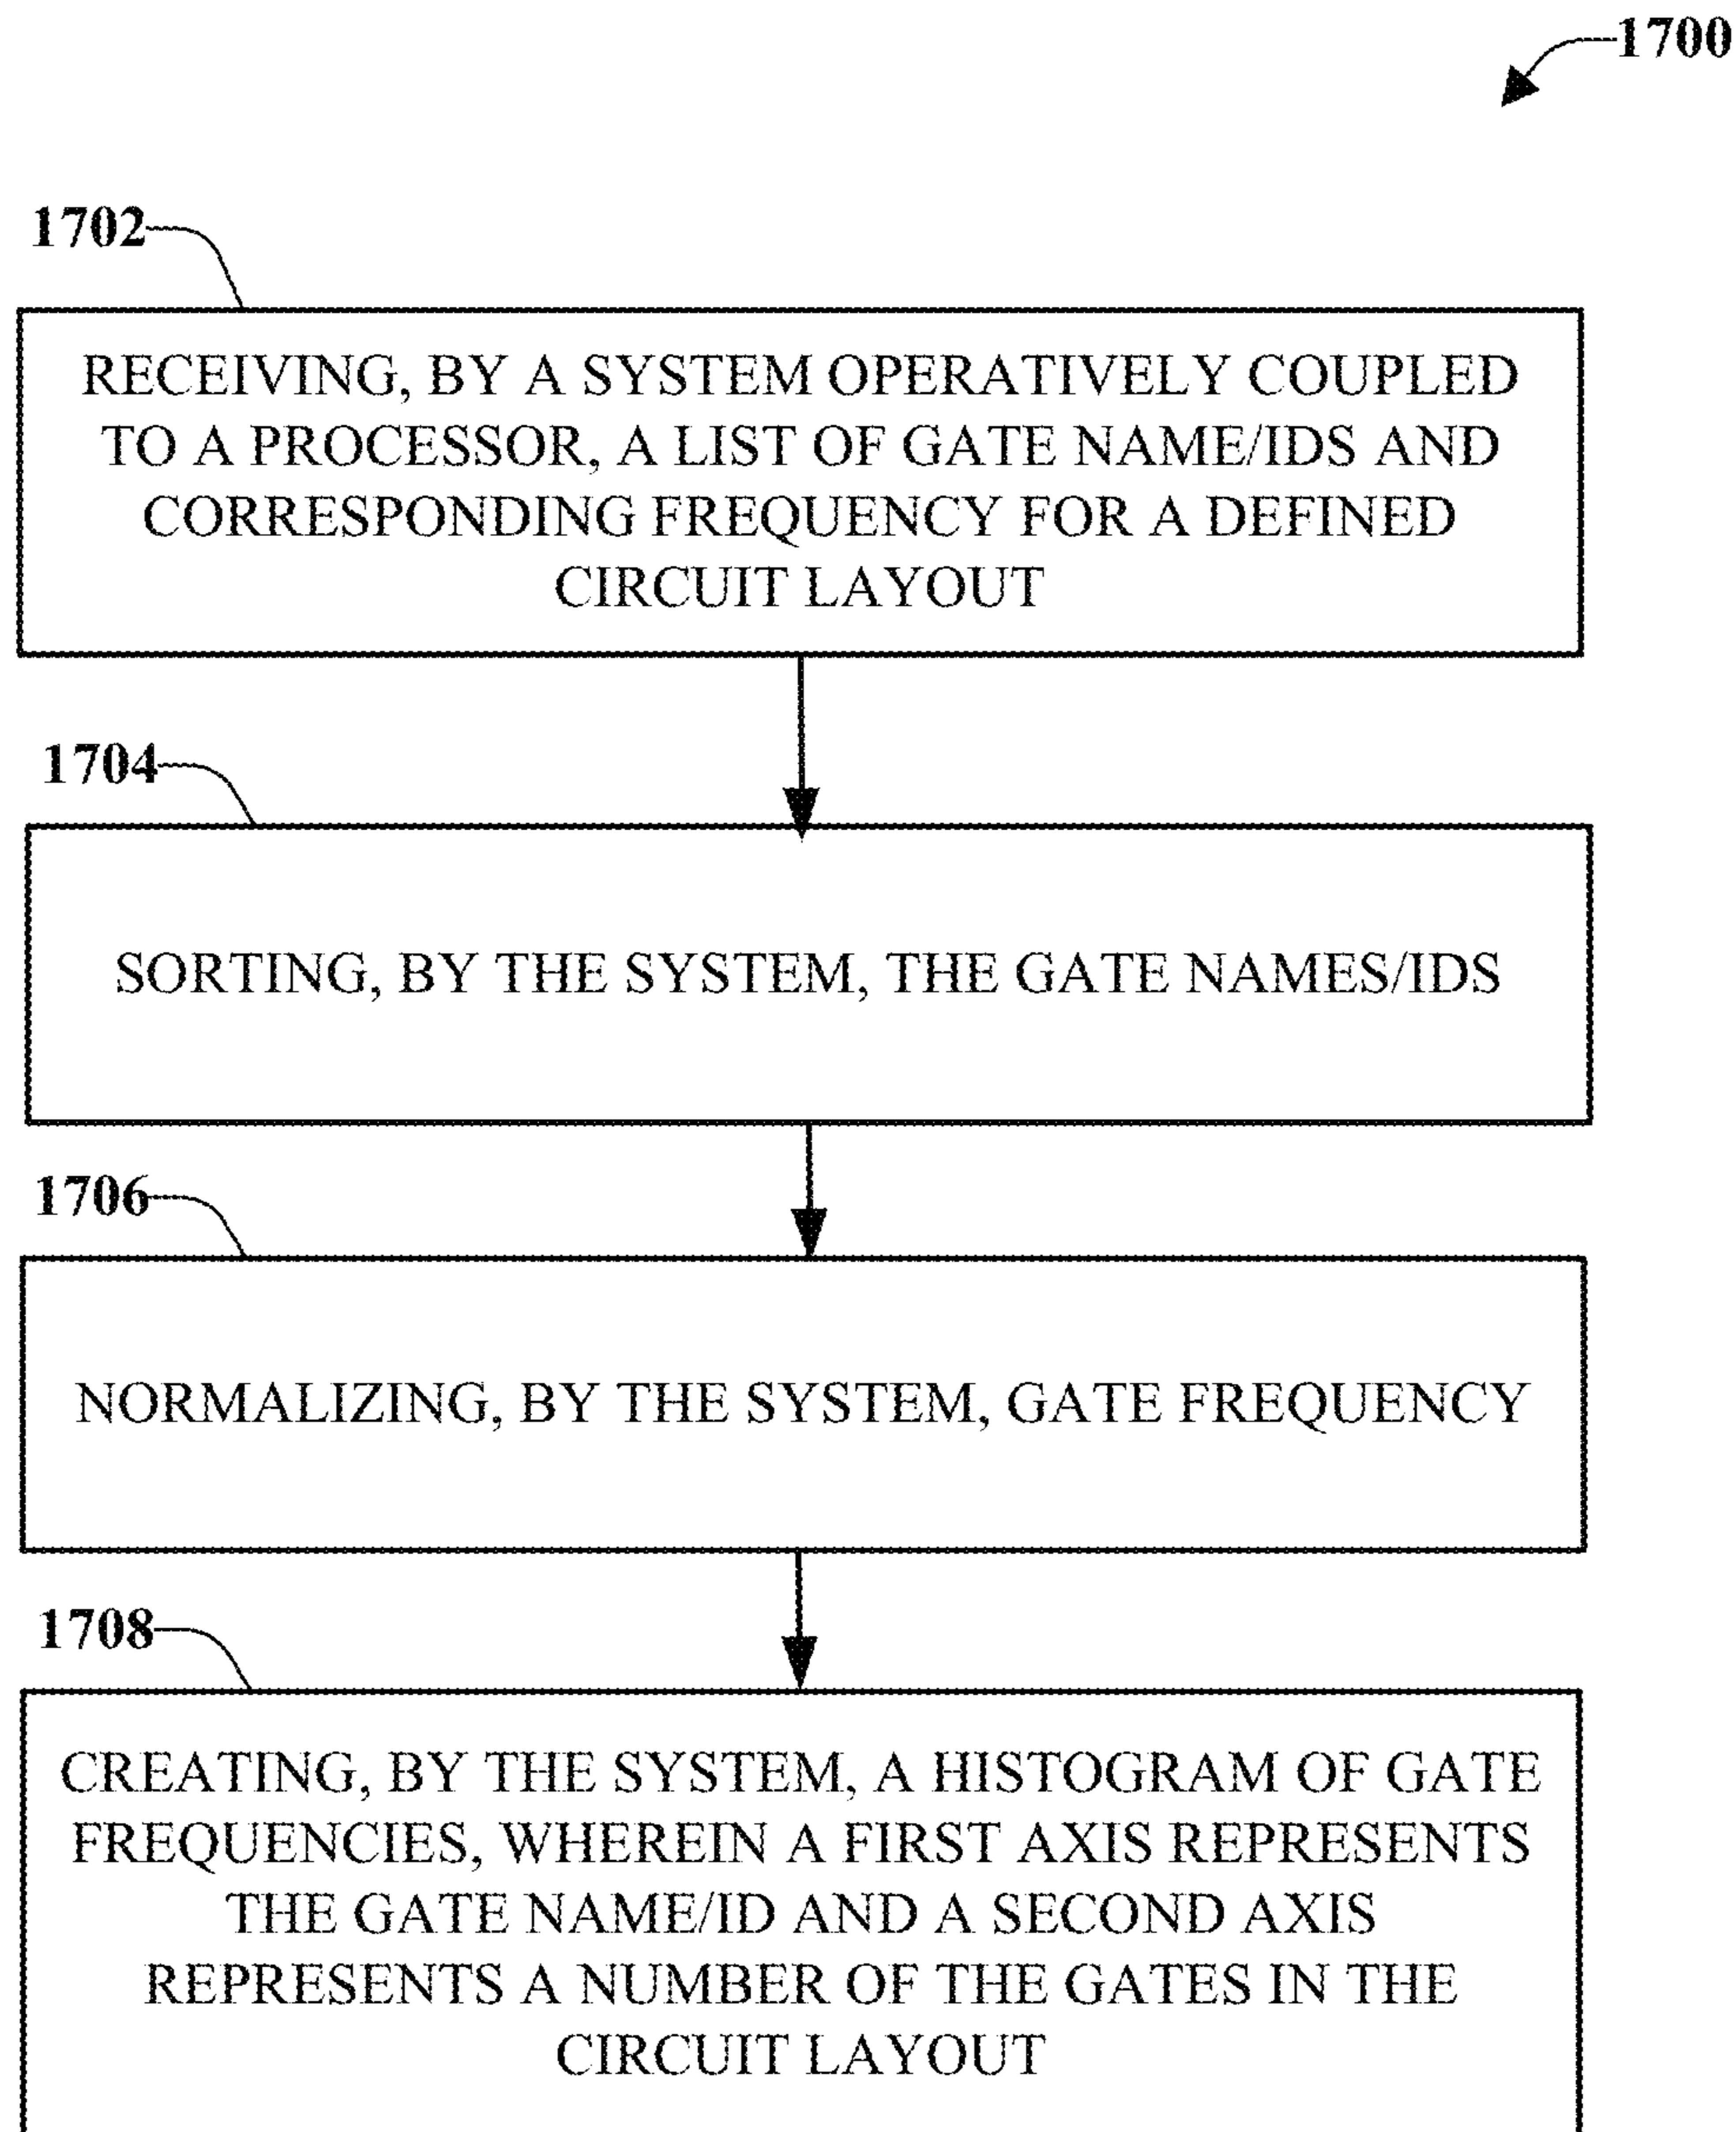 1700
1702
RECEIVING, BY A SYSTEM OPERATIVELY COUPLED
TO A PROCESSOR, A LIST OF GATE NAME/IDS AND
CORRESPONDING FREQUENCY FOR A DEFINED
CIRCUIT LAYOUT
1704
SORTING, BY THE SYSTEM, THE GATE NAMES/IDS
1706
NORMALIZING, BY THE SYSTEM, GATE FREQUENCY
1708
CREATING, BY THE SYSTEM, A HISTOGRAM OF GATE
FREQUENCIES, WHEREIN A FIRST AXIS REPRESENTS
THE GATE NAME/ID AND A SECOND AXIS
REPRESENTS A NUMBER OF THE GATES IN THE
CIRCUIT LAYOUT